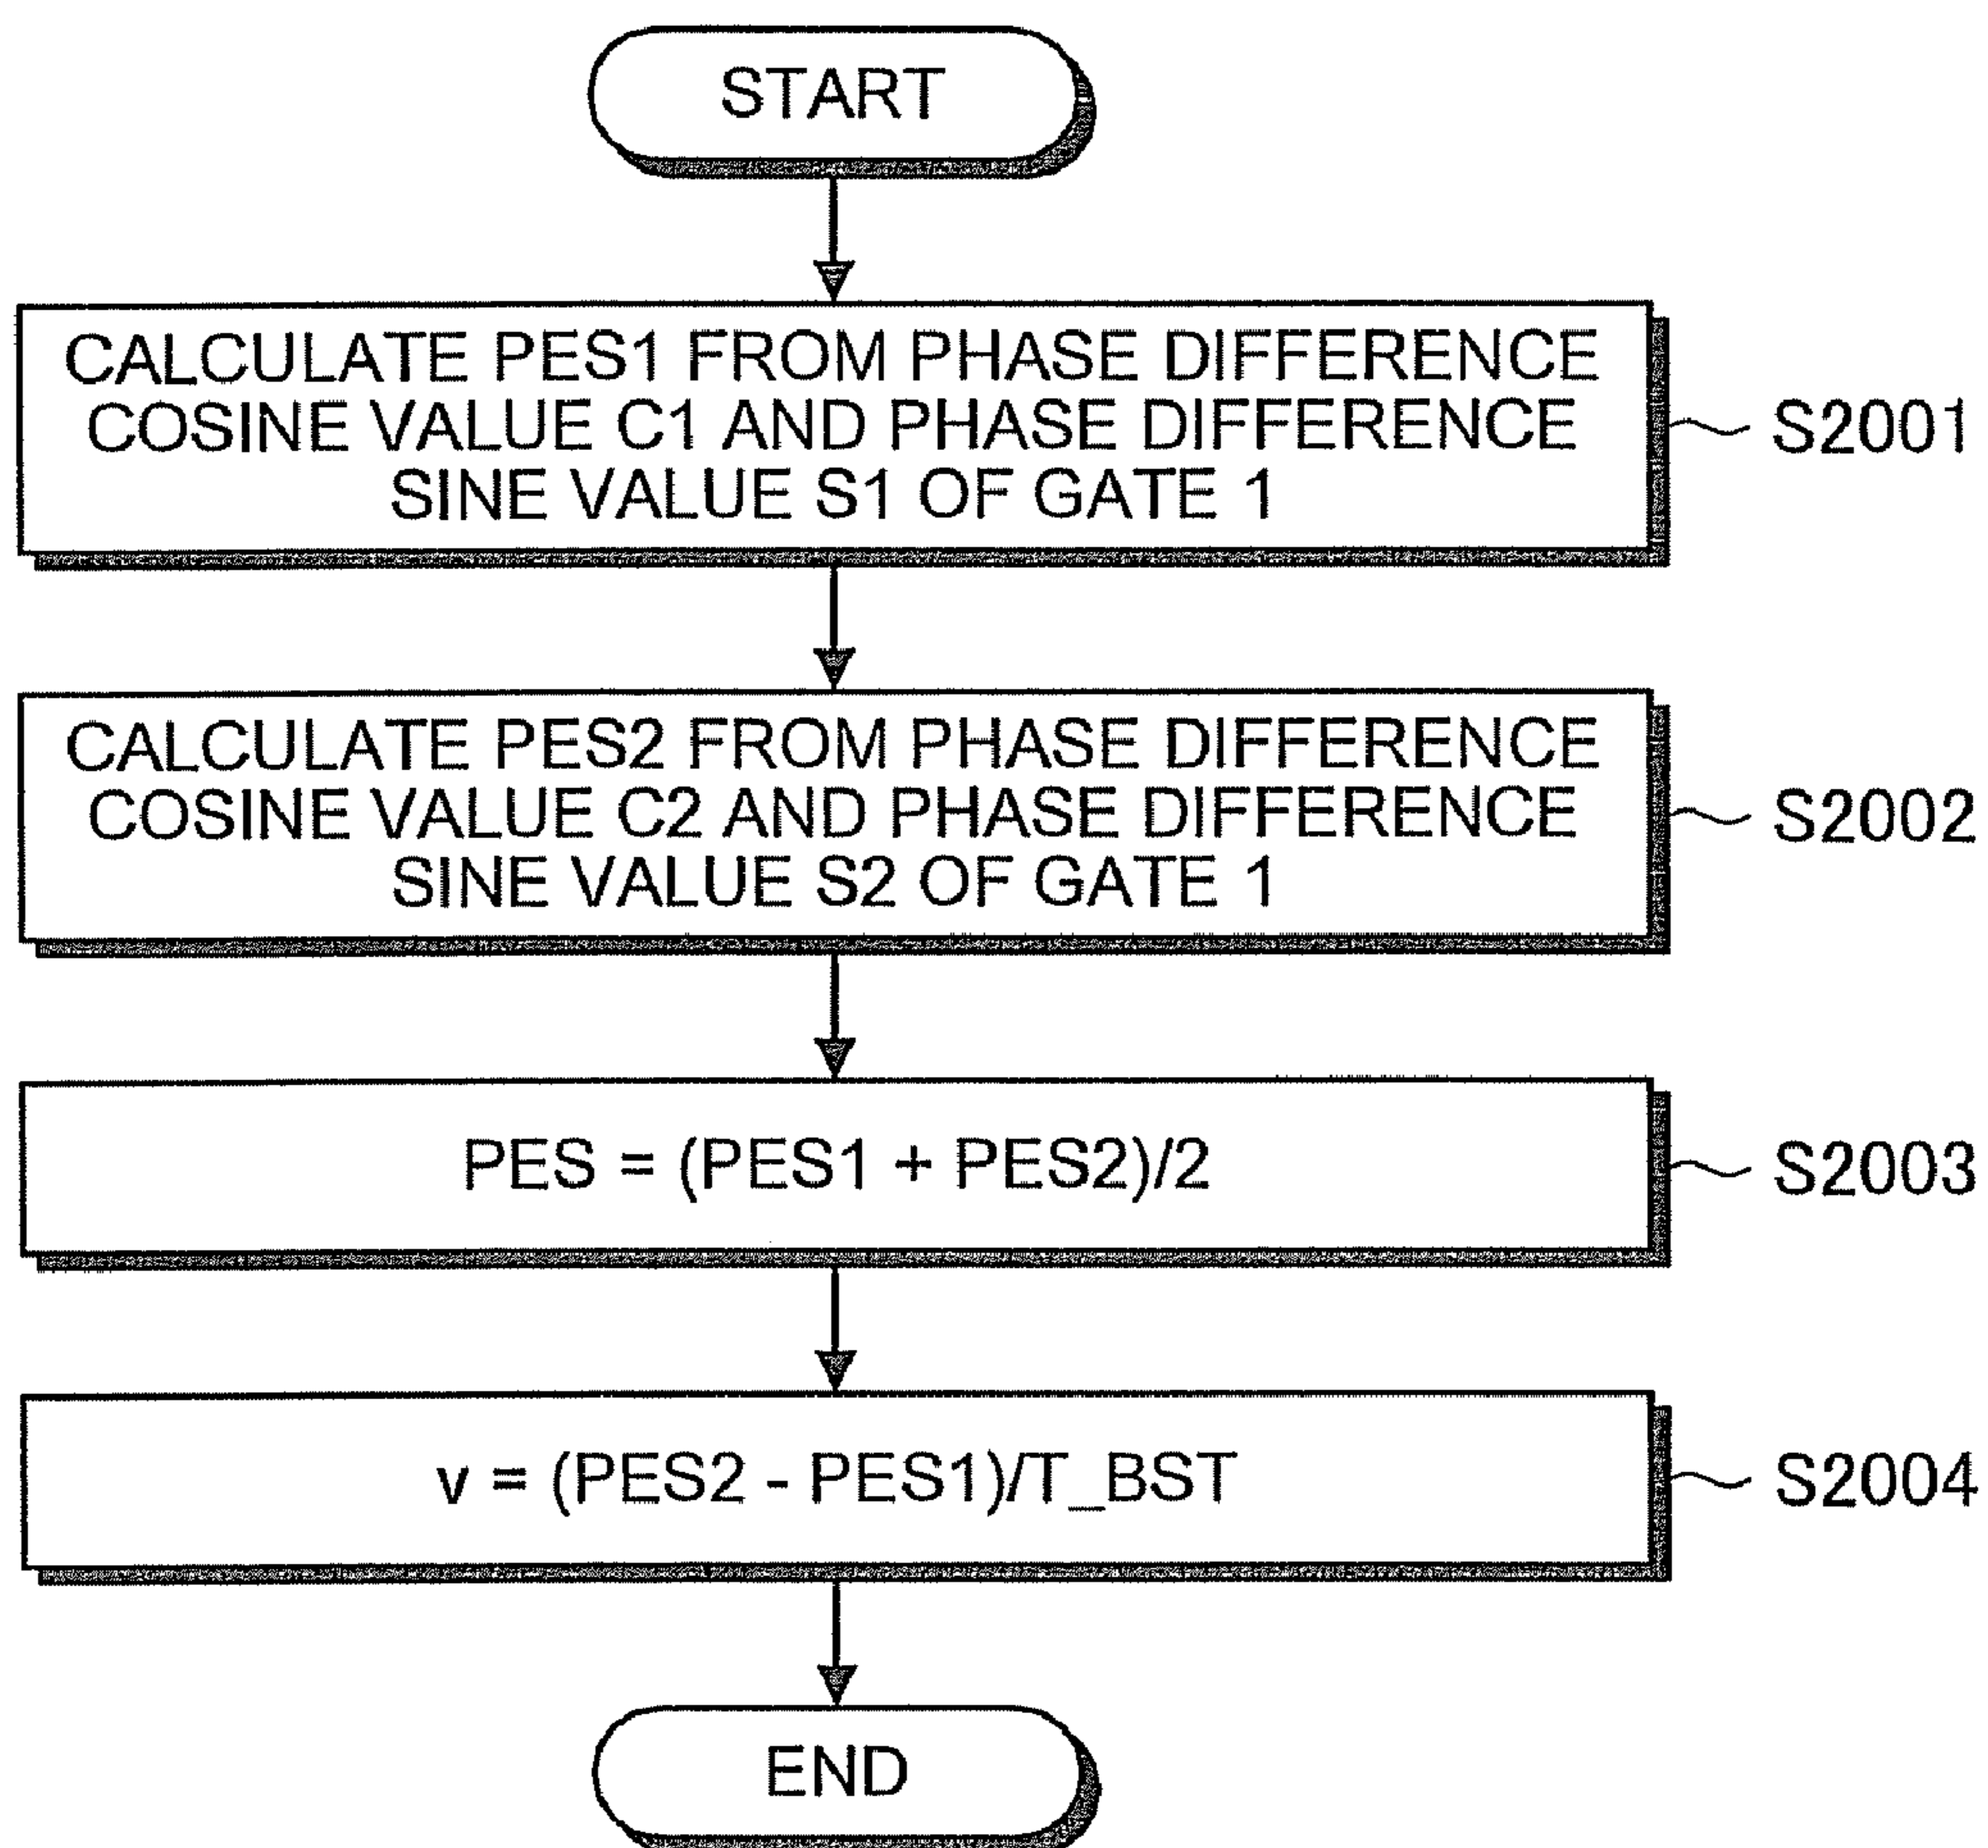 START
CALCULATE PES1 FROM PHASE DIFFERENCE
COSINE VALUE C1 AND PHASE DIFFERENCE
SINE VALUE S1 OF GATE 1
S2001
CALCULATE PES2 FROM PHASE DIFFERENCE
COSINE VALUE C2 AND PHASE DIFFERENCE
SINE VALUE S2 OF GATE 1
S2002
PES = (PES1 + PES2)/2
S2003
v = (PES2 - PES1)/T_BST
S2004
END